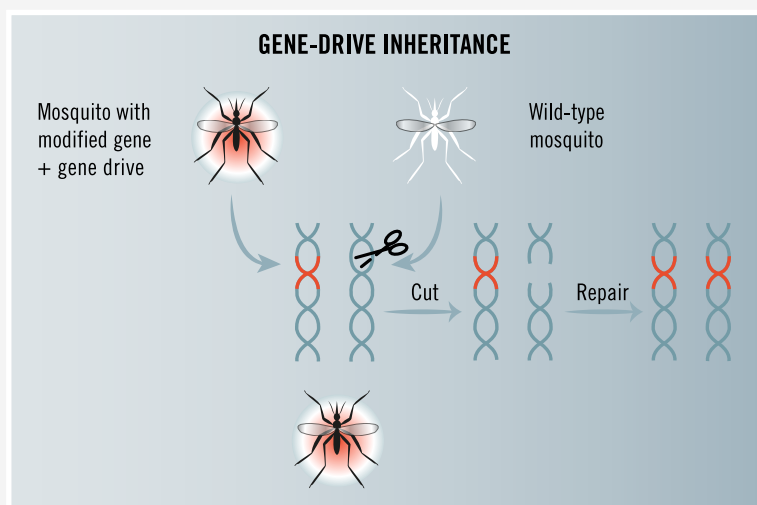 GENE-DRIVE INHERITANCE
Mosquito with
modified gene
+ gene drive
Wild-type
mosquito
Cut
Repair